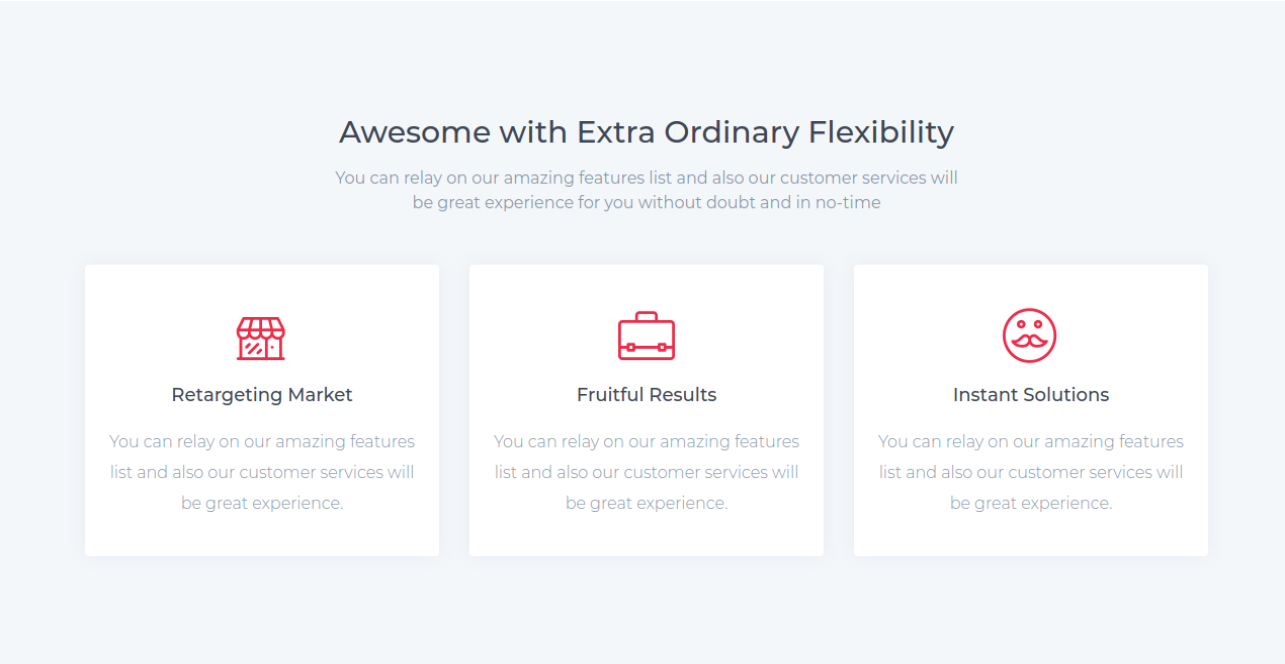 Awesome with Extra Ordinary Flexibility
You can relay on our amazing features list and also our customer services will
be great experience for you without doubt and in no-time
Retargeting Market
You can relay on our amazing features
list and also our customer services will
be great experience.
Fruitful Results
You can relay on our amazing features
list and also our customer services will
be great experience.
Instant Solutions
You can relay on our amazing features
list and also our customer services will
be great experience.